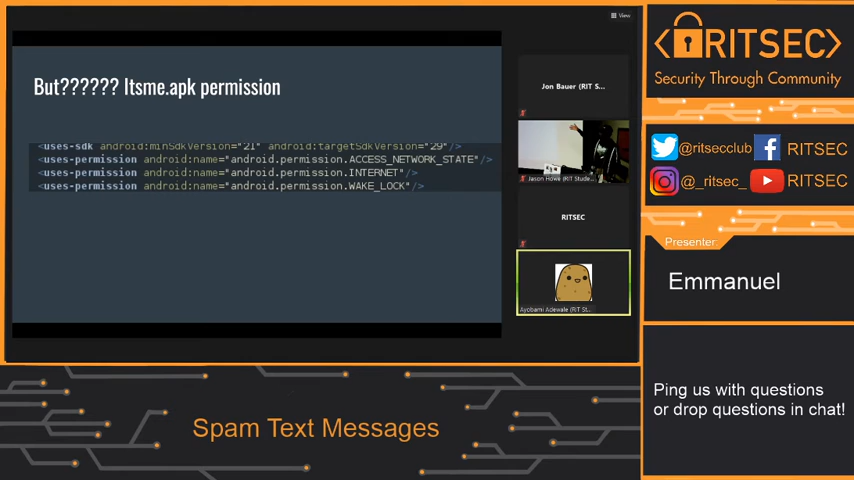 View
But?????? Itsme.apk permission
<uses-sdk android:minSdkVersion="21" android:targetSdkVersion="29"/>
<uses-permission android:name="android.permission.ACCESS_NETWORK_STATE"/>
<uses-permission android:name="android.permission.INTERNET"/>
<uses-permission android:name="android.permission.WAKE_LOCK"/>
Jon Bauer (RIT S...
Jason Howe (RIT Stude...
RITSEC
Ayobami Adewale (RIT St...
<RITSEC>
Security Through Community
@ritsecclub
RITSEC
@_ritsec_
RITSEC
Presenter:
Emmanuel
Ping us with questions
or drop questions in chat!
Spam Text Messages